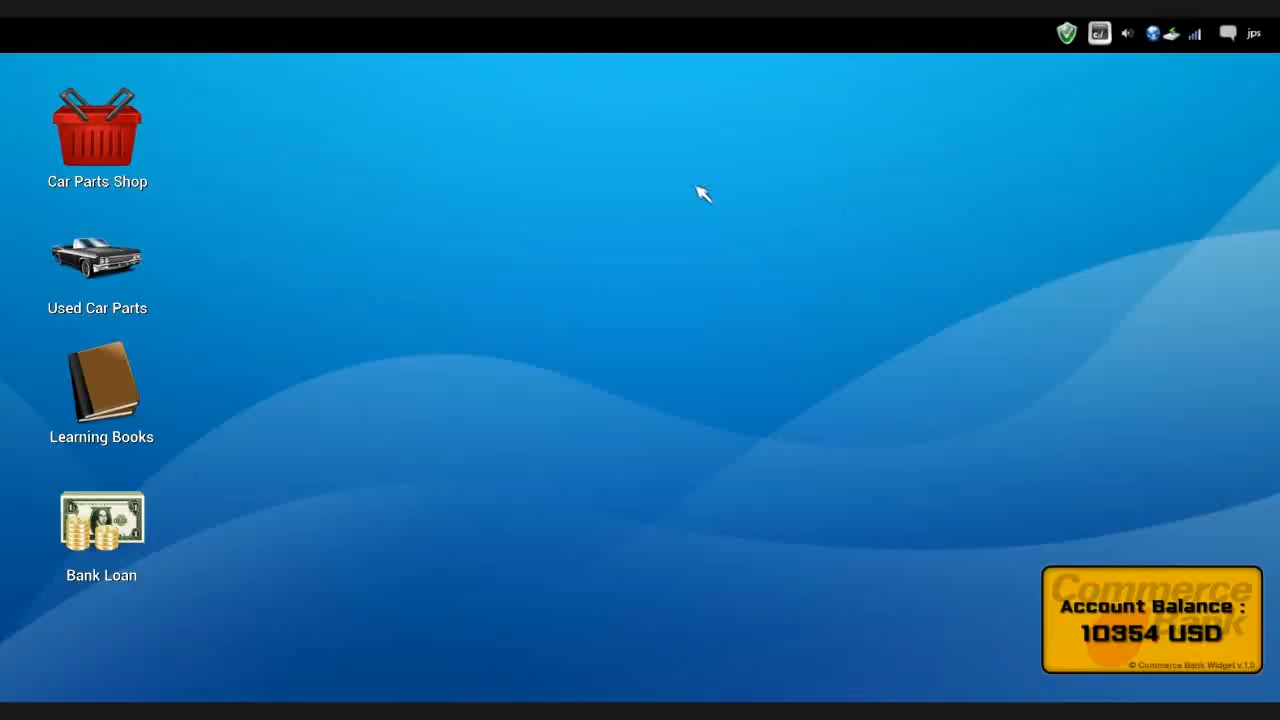 c:/
jps
Car Parts Shop
Used Car Parts
Learning Books
Bank Loan
Commerce
Bank
Account Balance :
10354 USD
© Commerce Bank Widget v.1.0